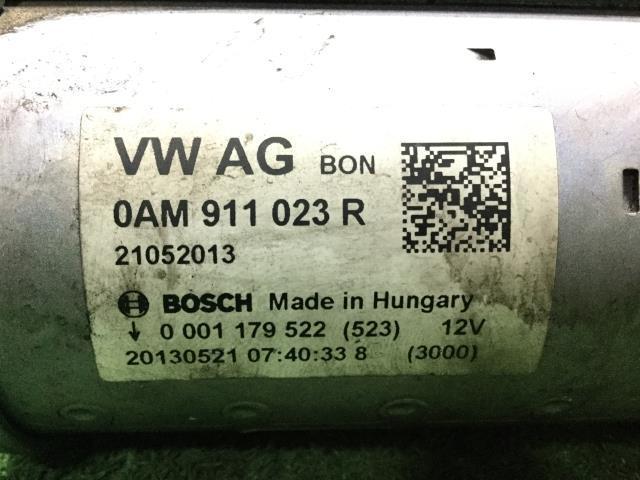 VW AG BON
0AM 911 023 R
21052013
BOSCH Made in Hungary
↓ 0 001 179 522 (523) 12V
20130521 07:40:33 8 (3000)